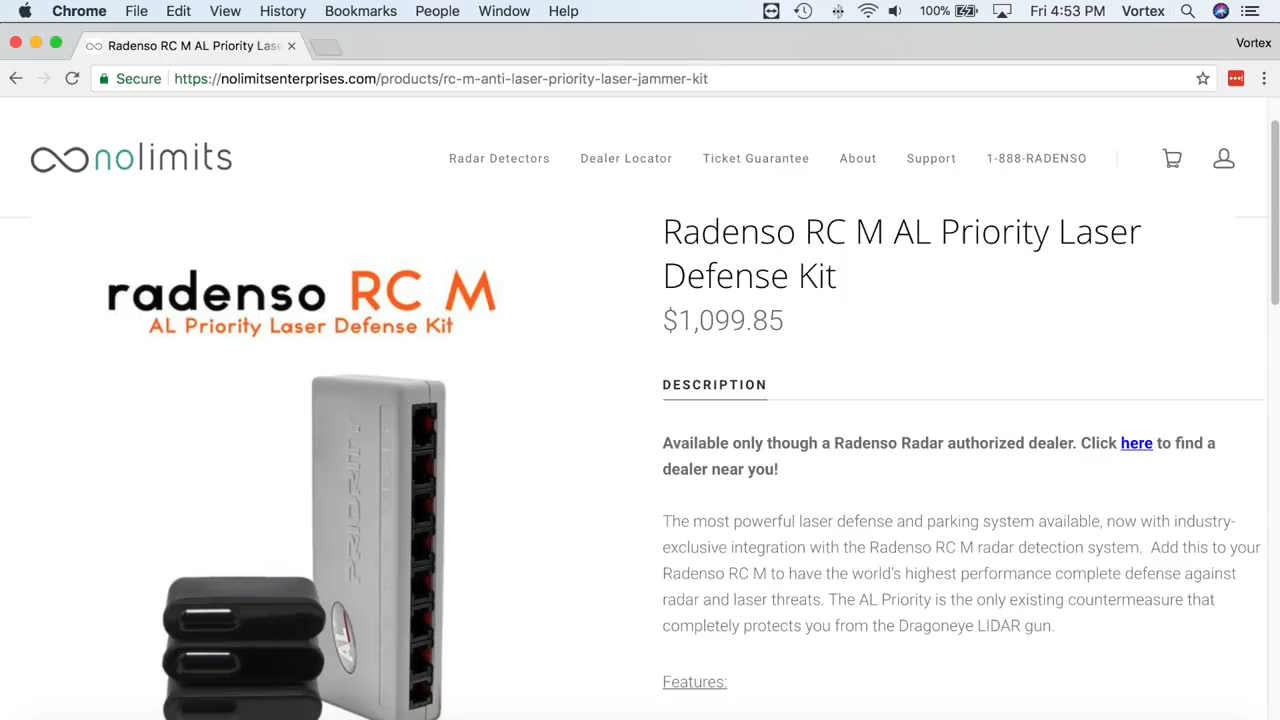 Chrome File Edit View History Bookmarks People Window Help 100% Fri 4:53 PM Vortex
Radenso RC M AL Priority Lase Vortex
Secure https://nolimitsenterprises.com/products/rc-m-anti-laser-priority-laser-jammer-kit
nolimits Radar Detectors Dealer Locator Ticket Guarantee About Support 1-888-RADENSO
Radenso RC M AL Priority Laser
Defense Kit
$1,099.85
radenso RC M
AL Priority Laser Defense Kit
PRIORITY
DESCRIPTION
Available only though a Radenso Radar authorized dealer. Click here to find a
dealer near you!
The most powerful laser defense and parking system available, now with industry-
exclusive integration with the Radenso RC M radar detection system. Add this to your
Radenso RC M to have the world's highest performance complete defense against
radar and laser threats. The AL Priority is the only existing countermeasure that
completely protects you from the Dragoneye LIDAR gun.
Features: